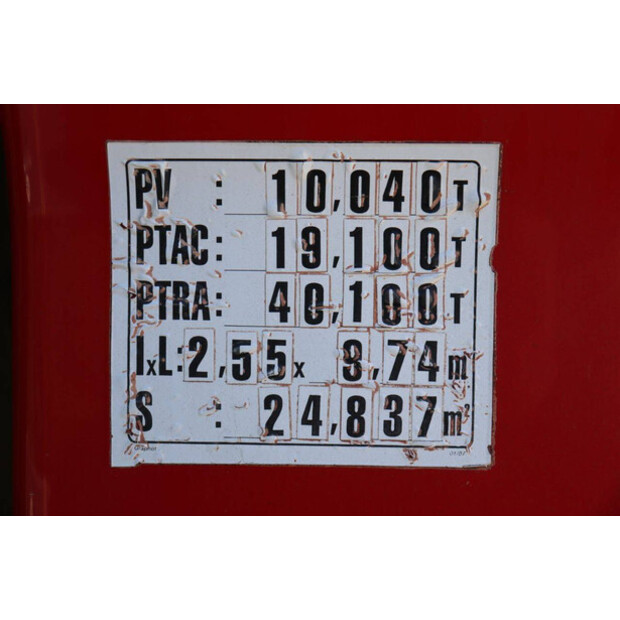 PV : 10,040 T
PTAC: 19,100 T
PTRA: 40,100 T
lxL: 2,55 x 9,74 m
S : 24,837 m²